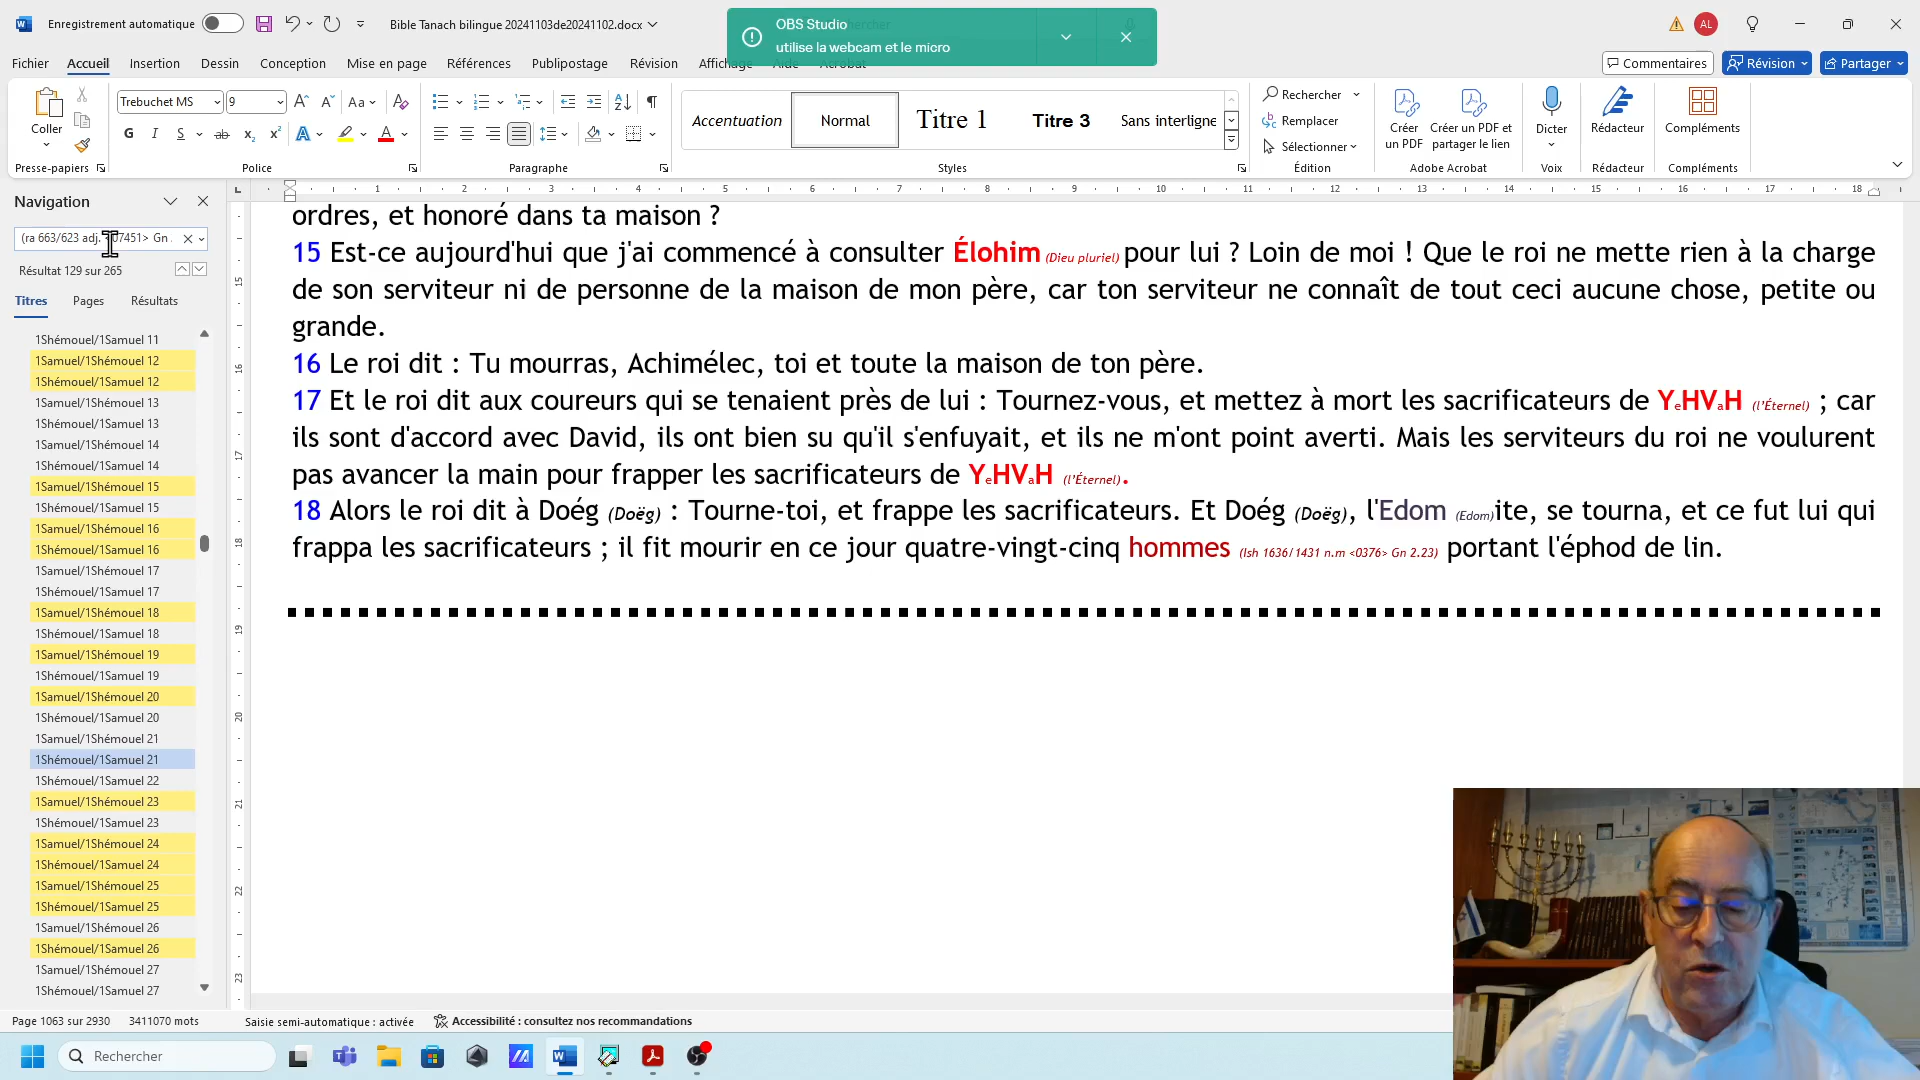 Enregistrement automatique
Bible Tanach bilingue 20241103de20241102.docx
OBS Studio
utilise la webcam et le micro
AL
Fichier Accueil Insertion Dessin Conception Mise en page Références Publipostage Révision Affichage Aide Acrobat
Commentaires Révision Partager
Coller
Presse-papiers
Trebuchet MS 9
Police
Paragraphe
Accentuation Normal Titre 1 Titre 3 Sans interligne
Styles
Rechercher
Remplacer
Sélectionner
Édition
Créer un PDF
Créer un PDF et partager le lien
Adobe Acrobat
Dicter
Voix
Rédacteur
Rédacteur
Compléments
Compléments
Navigation
(ra 663/623 adj. 07451> Gn
Résultat 129 sur 265
Titres Pages Résultats
1Shémouel/1Samuel 11
1Samuel/1Shémouel 12
1Shémouel/1Samuel 12
1Samuel/1Shémouel 13
1Shémouel/1Samuel 13
1Samuel/1Shémouel 14
1Shémouel/1Samuel 14
1Samuel/1Shémouel 15
1Shémouel/1Samuel 15
1Samuel/1Shémouel 16
1Shémouel/1Samuel 16
1Samuel/1Shémouel 17
1Shémouel/1Samuel 17
1Samuel/1Shémouel 18
1Shémouel/1Samuel 18
1Samuel/1Shémouel 19
1Shémouel/1Samuel 19
1Samuel/1Shémouel 20
1Shémouel/1Samuel 20
1Samuel/1Shémouel 21
1Shémouel/1Samuel 21
1Shémouel/1Samuel 22
1Samuel/1Shémouel 23
1Shémouel/1Samuel 23
1Samuel/1Shémouel 24
1Shémouel/1Samuel 24
1Samuel/1Shémouel 25
1Shémouel/1Samuel 25
1Samuel/1Shémouel 26
1Shémouel/1Samuel 26
1Samuel/1Shémouel 27
1Shémouel/1Samuel 27
ordres, et honoré dans ta maison ?
15 Est-ce aujourd'hui que j'ai commencé à consulter Élohim (Dieu pluriel) pour lui ? Loin de moi ! Que le roi ne mette rien à la charge
de son serviteur ni de personne de la maison de mon père, car ton serviteur ne connaît de tout ceci aucune chose, petite ou
grande.
16 Le roi dit : Tu mourras, Achimélec, toi et toute la maison de ton père.
17 Et le roi dit aux coureurs qui se tenaient près de lui : Tournez-vous, et mettez à mort les sacrificateurs de YeHVaH (l'Éternel) ; car
ils sont d'accord avec David, ils ont bien su qu'il s'enfuyait, et ils ne m'ont point averti. Mais les serviteurs du roi ne voulurent
pas avancer la main pour frapper les sacrificateurs de YeHVaH (l'Éternel).
18 Alors le roi dit à Doég (Doëg) : Tourne-toi, et frappe les sacrificateurs. Et Doég (Doëg), l'Edom (Edom)ite, se tourna, et ce fut lui qui
frappa les sacrificateurs ; il fit mourir en ce jour quatre-vingt-cinq hommes (Ish 1636/1431 n.m <0376> Gn 2.23) portant l'éphod de lin.
Page 1063 sur 2930 3411070 mots Saisie semi-automatique : activée Accessibilité : consultez nos recommandations
Rechercher